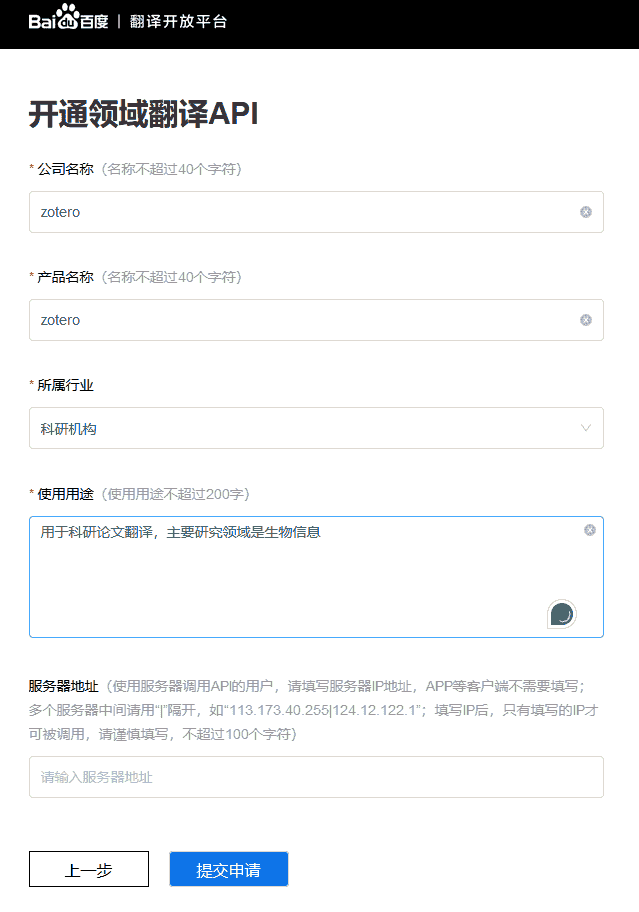 Bai du 百度 | 翻译开放平台
开通领域翻译API
* 公司名称（名称不超过40个字符）
zotero
* 产品名称（名称不超过40个字符）
zotero
* 所属行业
科研机构
* 使用用途（使用用途不超过200字）
用于科研论文翻译，主要研究领域是生物信息
服务器地址（使用服务器调用API的用户，请填写服务器IP地址，APP等客户端不需要填写；
多个服务器中间请用“|”隔开，如“113.173.40.255|124.12.122.1”；填写IP后，只有填写的IP才
可被调用，请谨慎填写，不超过100个字符）
请输入服务器地址
上一步 提交申请